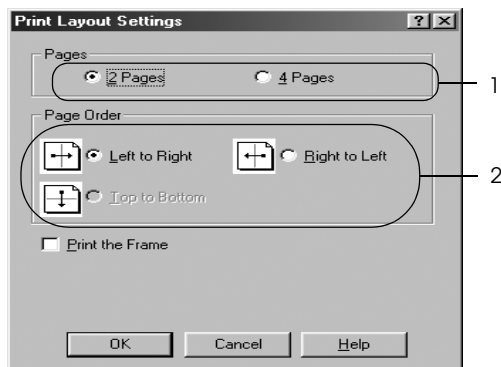 Print Layout Settings
Pages
2 Pages 4 Pages 1
Page Order
Left to Right Right to Left 2
Top to Bottom
Print the Frame
OK Cancel Help